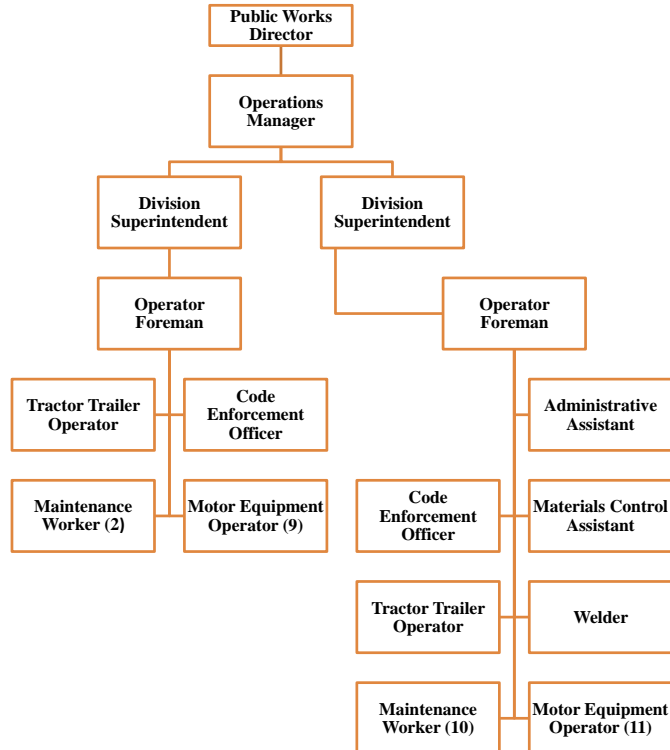 Public Works
Director
Operations
Manager
Division
Superintendent
Division
Superintendent
Operator
Foreman
Operator
Foreman
Tractor Trailer
Operator
Code
Enforcement
Officer
Administrative
Assistant
Maintenance
Worker (2)
Motor Equipment
Operator (9)
Code
Enforcement
Officer
Materials Control
Assistant
Tractor Trailer
Operator
Welder
Maintenance
Worker (10)
Motor Equipment
Operator (11)